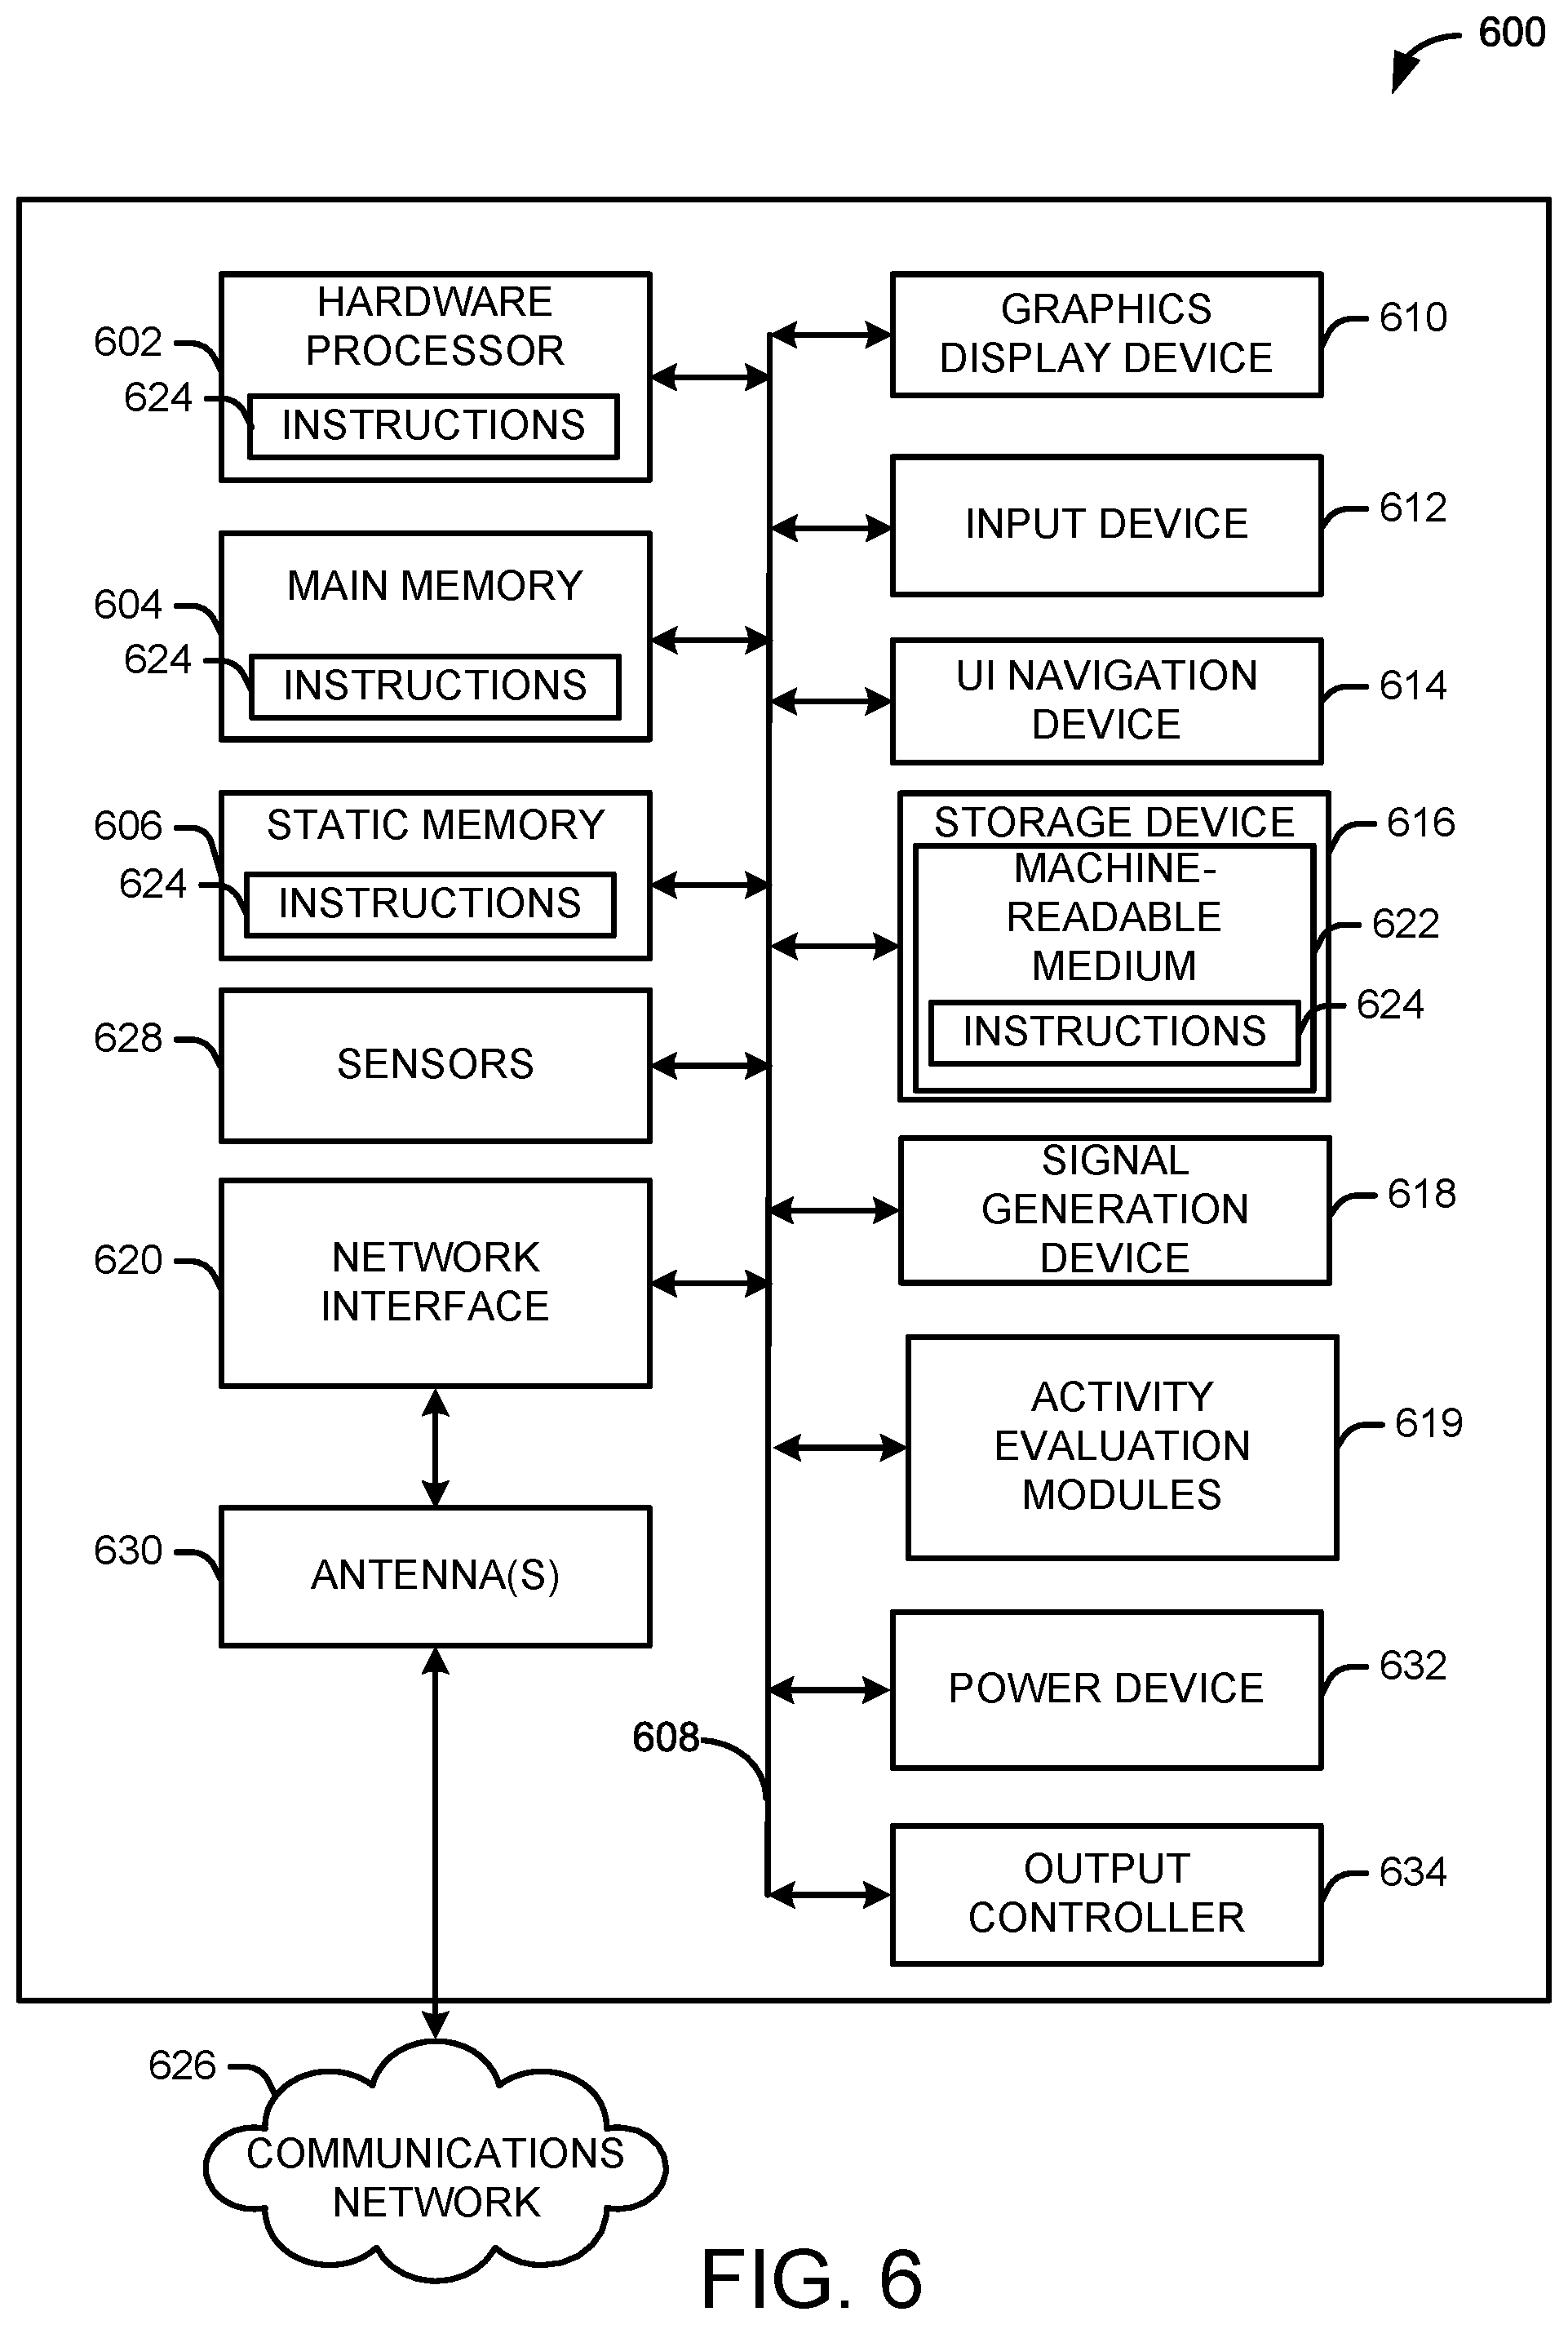 600
HARDWARE
PROCESSOR
602
624
INSTRUCTIONS
MAIN MEMORY
604
624
INSTRUCTIONS
STATIC MEMORY
606
624
INSTRUCTIONS
628
SENSORS
620
NETWORK
INTERFACE
630
ANTENNA(S)
608
GRAPHICS
DISPLAY DEVICE
610
INPUT DEVICE
612
UI NAVIGATION
DEVICE
614
STORAGE DEVICE
616
MACHINE-
READABLE
MEDIUM
622
INSTRUCTIONS
624
SIGNAL
GENERATION
DEVICE
618
ACTIVITY
EVALUATION
MODULES
619
POWER DEVICE
632
OUTPUT
CONTROLLER
634
626
COMMUNICATIONS
NETWORK
FIG. 6